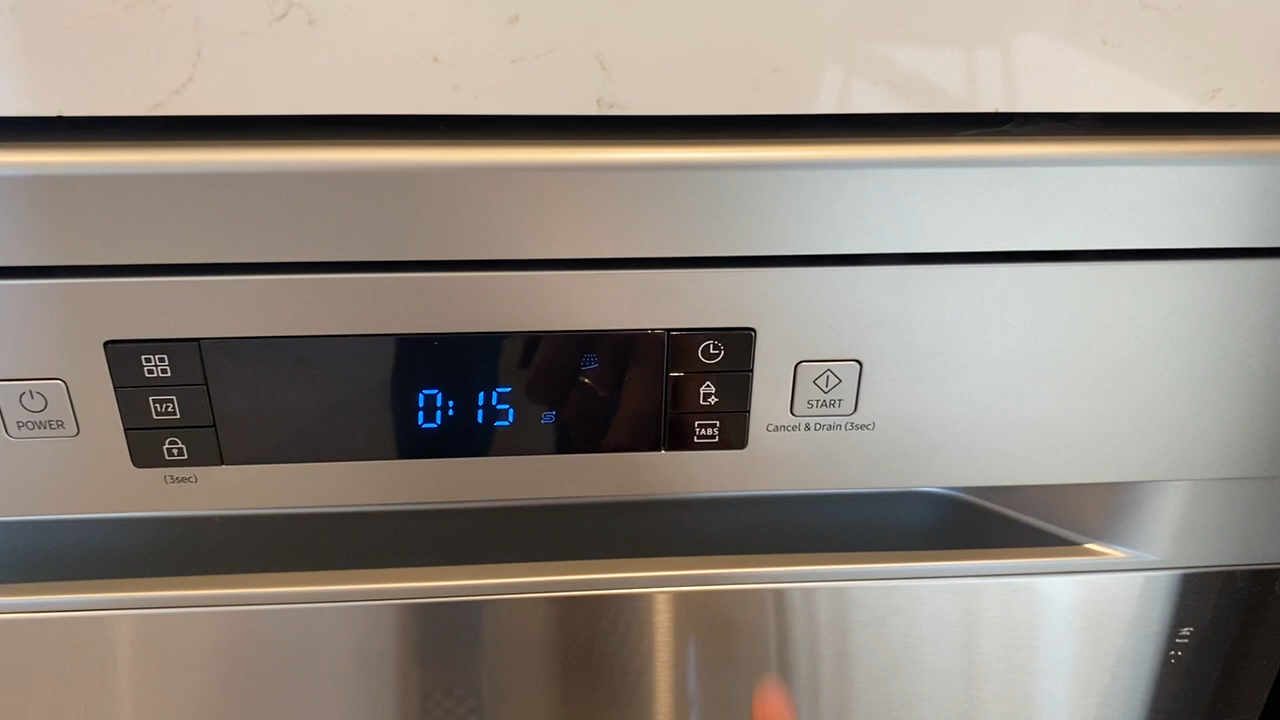 POWER
1/2
(3sec)
0:15
TABS
START
Cancel & Drain (3sec)